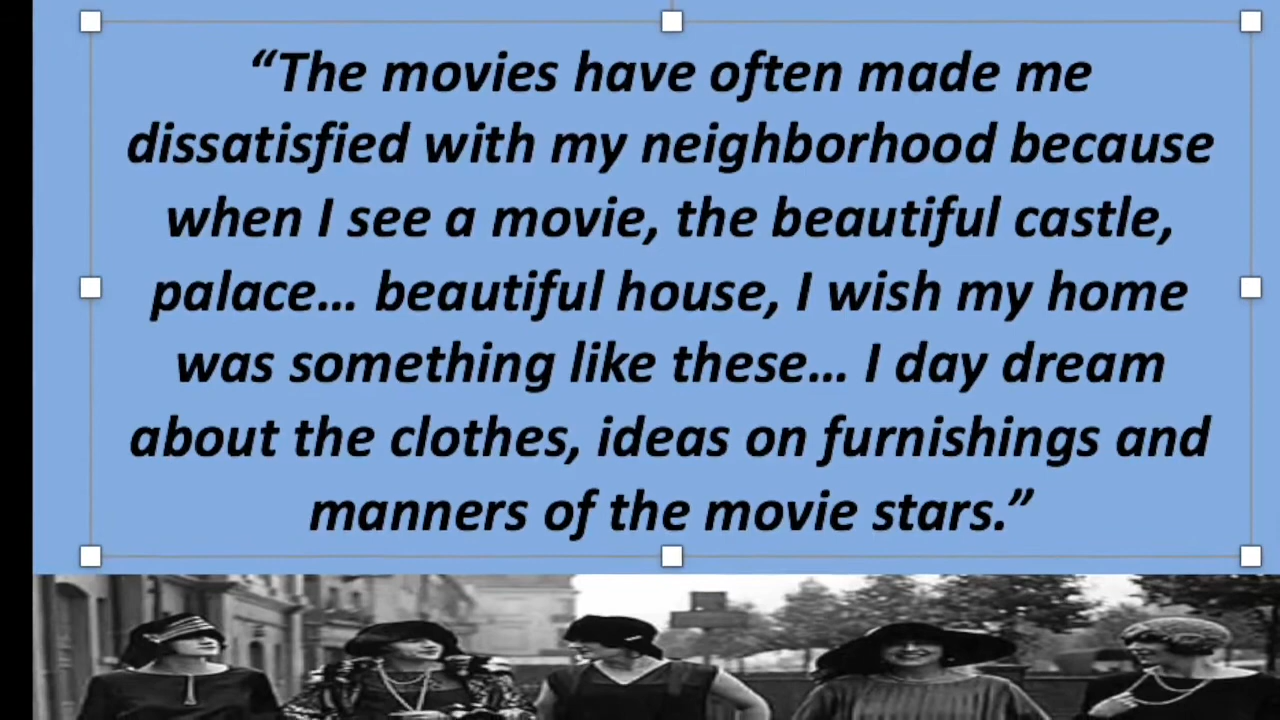 “The movies have often made me
dissatisfied with my neighborhood because
when I see a movie, the beautiful castle,
palace... beautiful house, I wish my home
was something like these... I day dream
about the clothes, ideas on furnishings and
manners of the movie stars.”